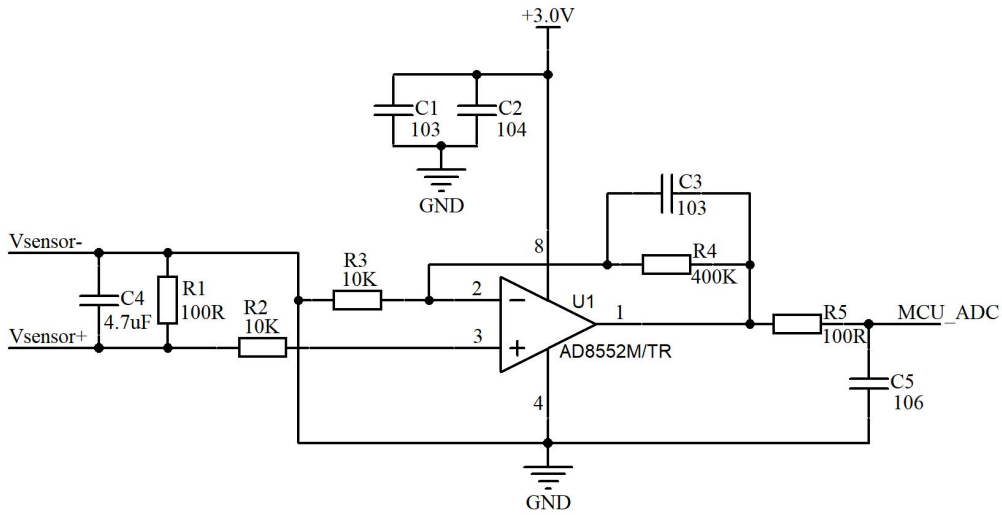 +3.0V
C1
103
C2
104
GND
C3
103
Vsensor-
8
R4
400K
R3
10K
C4
4.7uF
R1
100R
R2
10K
2
U1
1
MCU_ADC
Vsensor+
3
R5
100R
AD8552M/TR
4
C5
106
GND